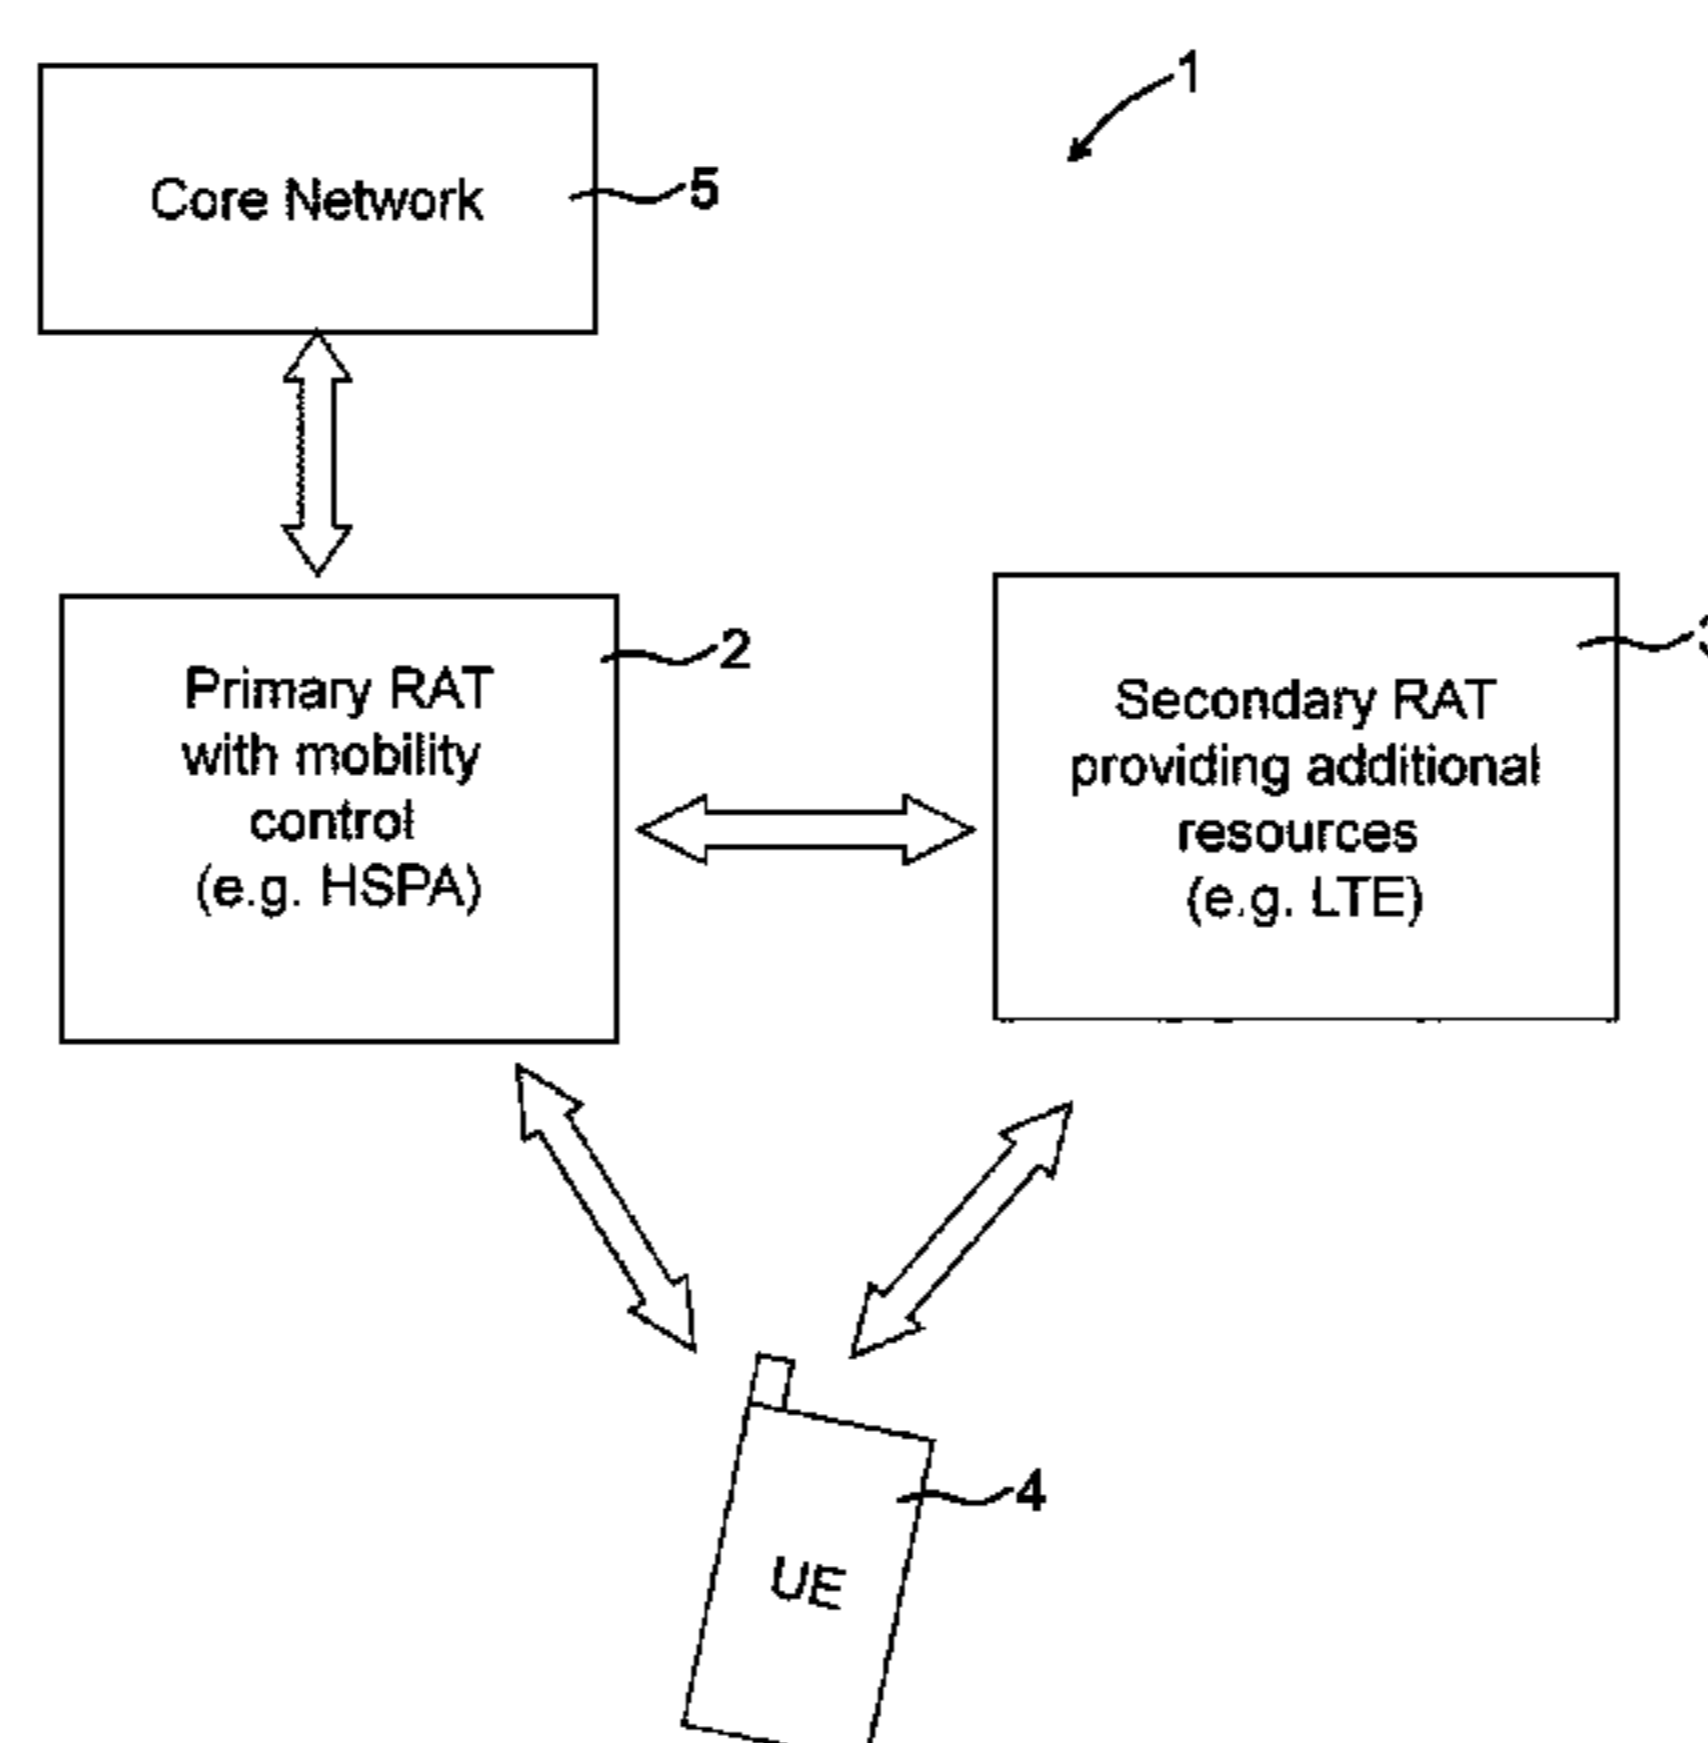 1
Core Network
5
Primary RAT
with mobility
control
(e.g. HSPA)
2
Secondary RAT
providing additional
resources
(e.g. LTE)
4
UE